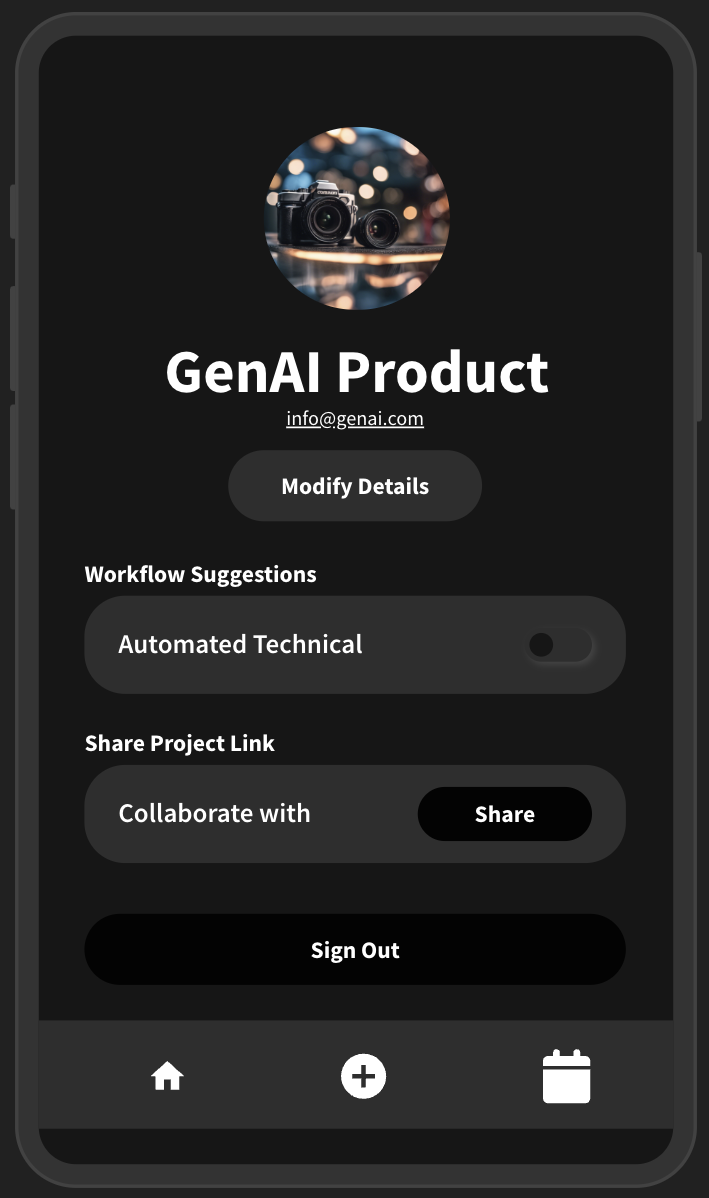 GenAI Product
info@genai.com
Modify Details
Workflow Suggestions
Automated Technical
Share Project Link
Collaborate with
Share
Sign Out